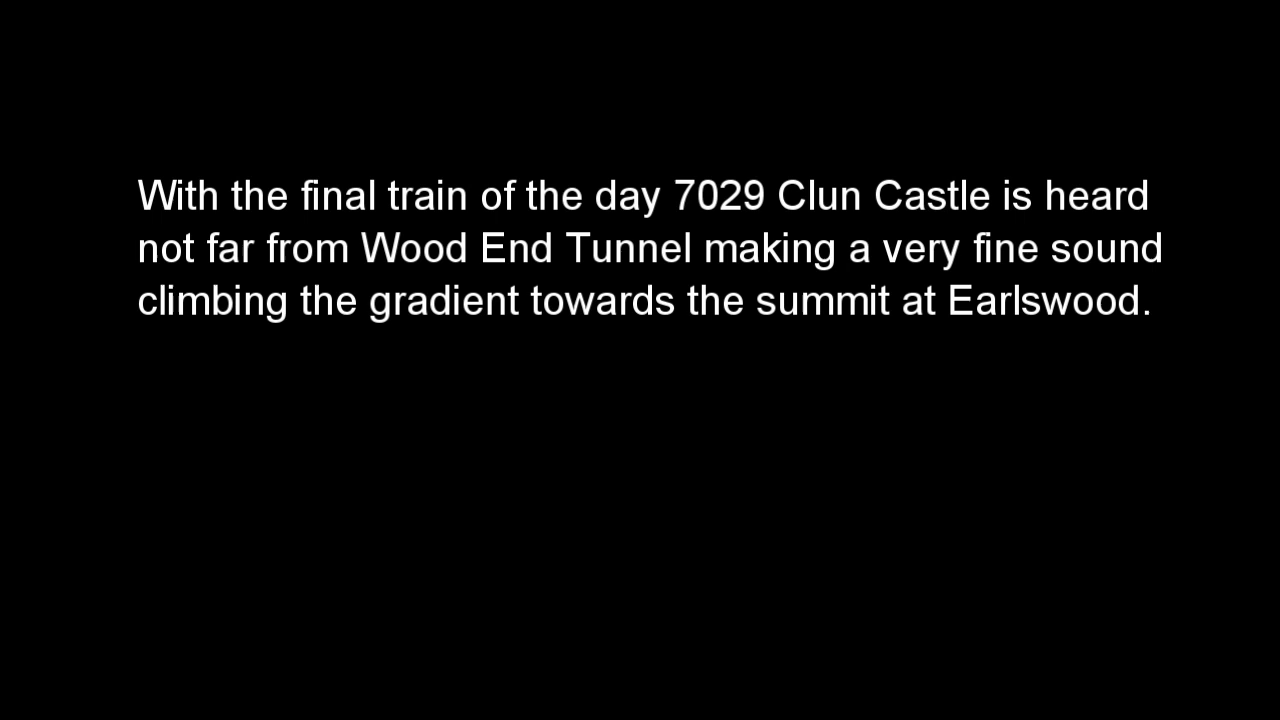 With the final train of the day 7029 Clun Castle is heard
not far from Wood End Tunnel making a very fine sound
climbing the gradient towards the summit at Earlswood.